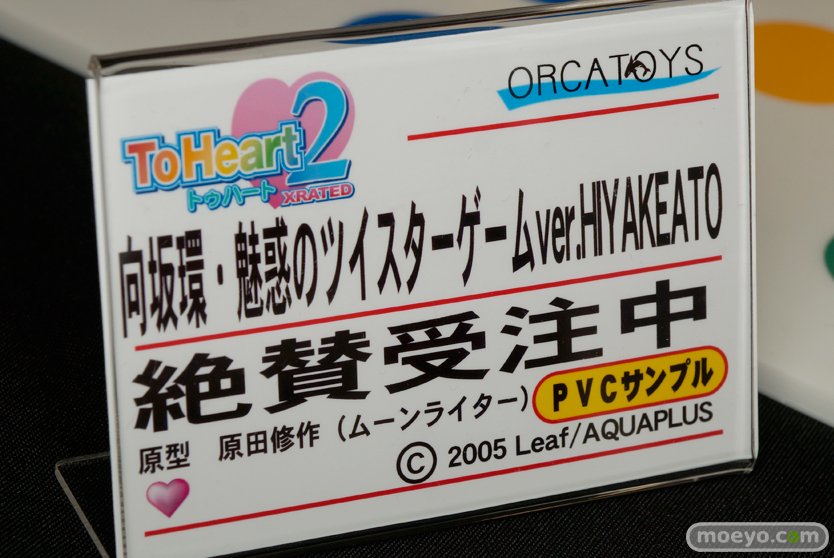 ORCATOYS
ToHeart2
トゥハート XRATED
向坂環・魅惑のツイスターゲームver.HIYAKEATO
絶賛受注中
PVCサンプル
原型 原田修作（ムーンライター）
©2005 Leaf/AQUAPLUS
moeyo.com